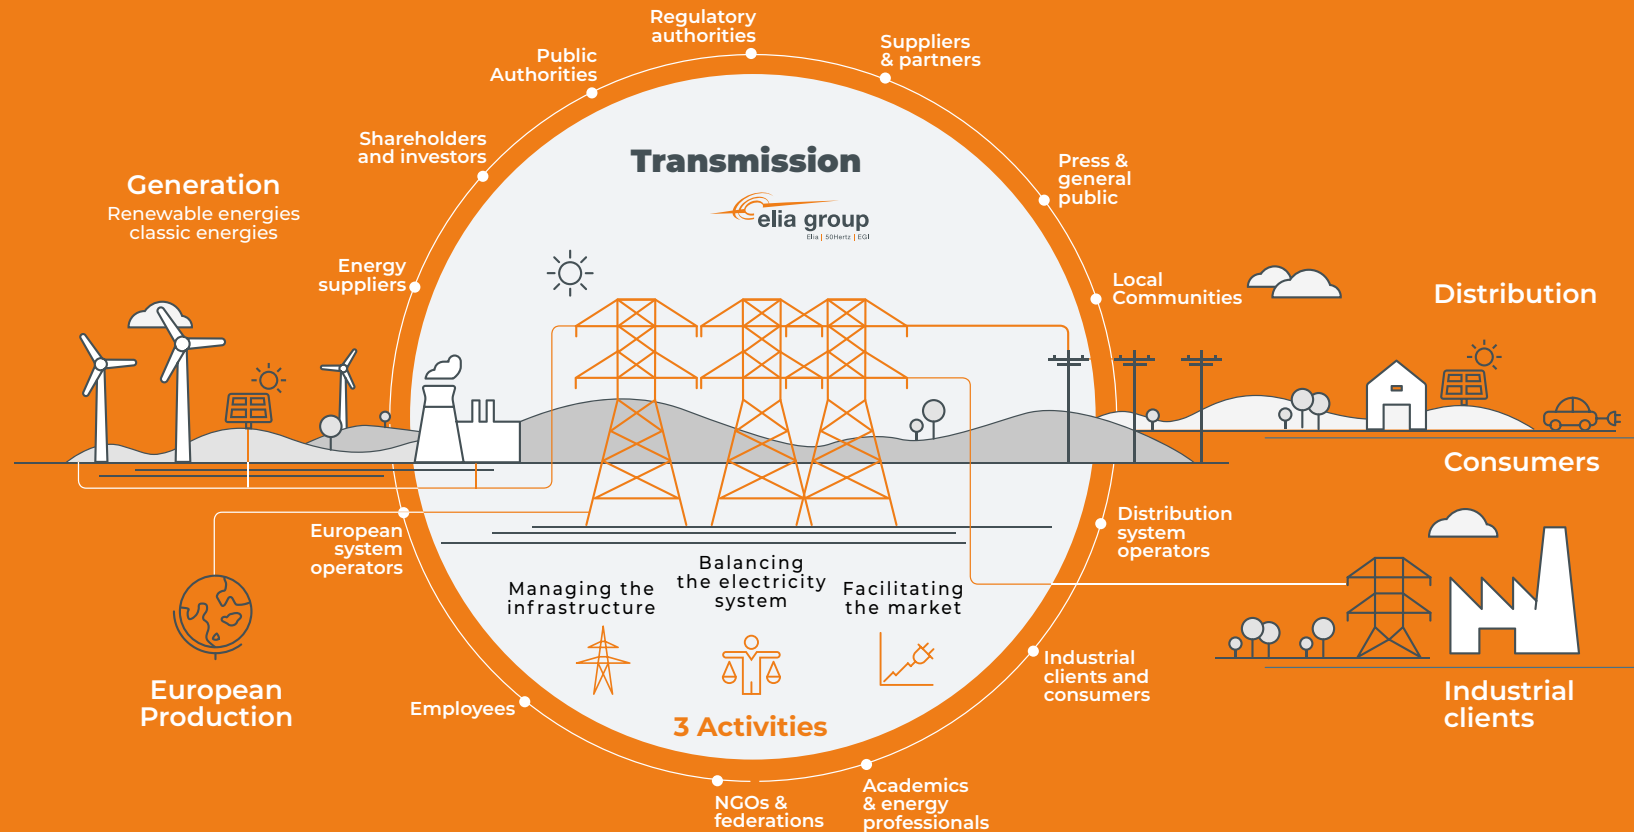 Regulatory
authorities
Suppliers
& partners
Public
Authorities
Shareholders
and investors
Transmission
elia group
Elia | 50Hertz | EGI
Press &
general
public
Generation
Renewable energies
classic energies
Energy
suppliers
Local
Communities
Distribution
Consumers
European
system
operators
Distribution
system
operators
Managing the
infrastructure
Balancing
the electricity
system
Facilitating
the market
European
Production
Employees
3 Activities
Industrial
clients and
consumers
Industrial
clients
NGOs &
federations
Academics
& energy
professionals